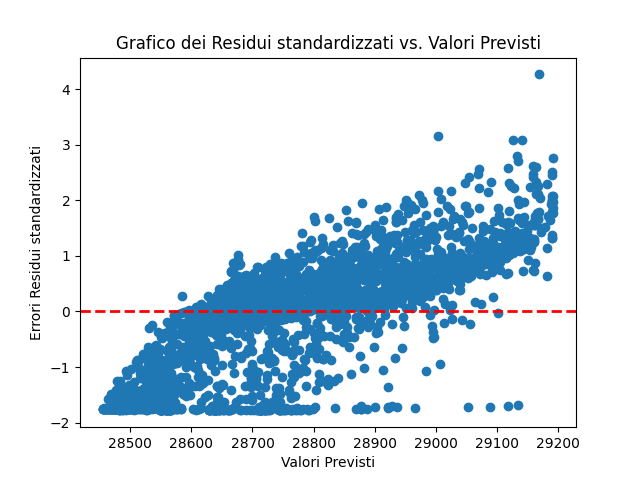 Grafico dei Residui standardizzati vs. Valori Previsti
Errori Residui standardizzati
4
3
2
1
0
−1
−2
28500 28600 28700 28800 28900 29000 29100 29200
Valori Previsti